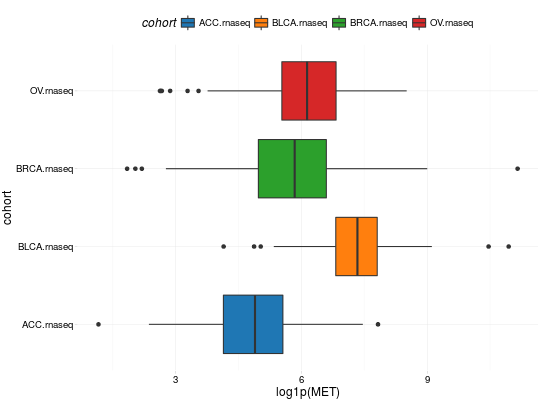 cohort ACC.rnaseq BLCA.rnaseq BRCA.rnaseq OV.rnaseq
OV.rnaseq
BRCA.rnaseq
BLCA.rnaseq
ACC.rnaseq
cohort
3 6 9
log1p(MET)